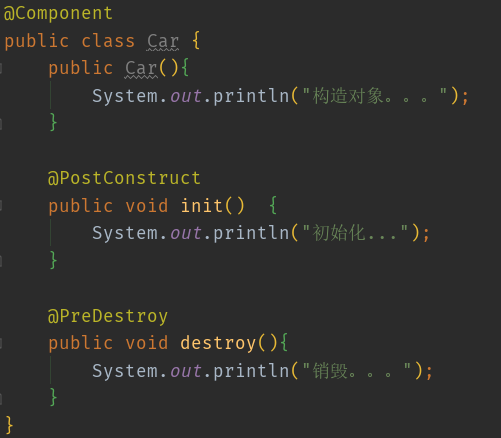 @Component
public class Car {
    public Car(){
        System.out.println("构造对象。。。");
    }

    @PostConstruct
    public void init()  {
        System.out.println("初始化...");
    }

    @PreDestroy
    public void destroy(){
        System.out.println("销毁。。。");
    }
}